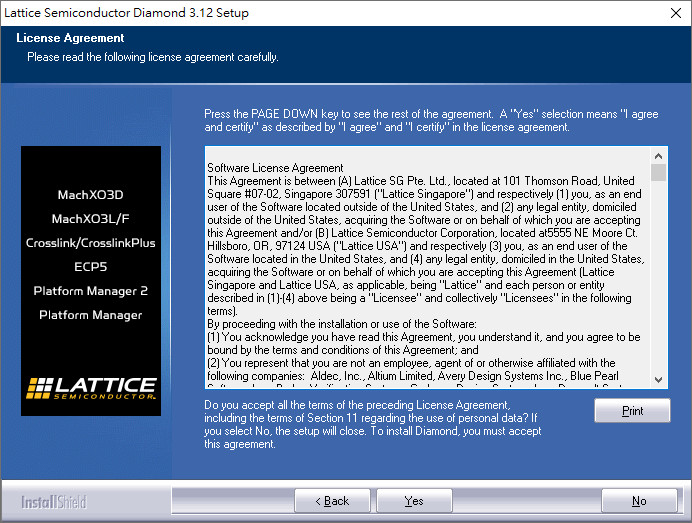 Lattice Semiconductor Diamond 3.12 Setup
License Agreement
Please read the following license agreement carefully.
Press the PAGE DOWN key to see the rest of the agreement. A "Yes" selection means "I agree
and certify" as described by "I agree" and "I certify" in the license agreement.
MachXO3D
MachXO3L/F
Crosslink/CrosslinkPlus
ECP5
Platform Manager 2
Platform Manager
LATTICE
SEMICONDUCTOR
Software License Agreement
This Agreement is between (A) Lattice SG Pte. Ltd., located at 101 Thomson Road, United
Square #07-02, Singapore 307591 ("Lattice Singapore") and respectively (1) you, as an end
user of the Software located outside of the United States, and (2) any legal entity, domiciled
outside of the United States, acquiring the Software or on behalf of which you are accepting
this Agreement and/or (B) Lattice Semiconductor Corporation, located at5555 NE Moore Ct.
Hillsboro, OR, 97124 USA ("Lattice USA") and respectively (3) you, as an end user of the
Software located in the United States, and (4) any legal entity, domiciled in the United States,
acquiring the Software or on behalf of which you are accepting this Agreement (Lattice
Singapore and Lattice USA, as applicable, being "Lattice" and each person or entity
described in (1)-(4) above being a "Licensee" and collectively "Licensees" in the following
terms).
By proceeding with the installation or use of the Software:
(1) You acknowledge you have read this Agreement, you understand it, and you agree to be
bound by the terms and conditions of this Agreement; and
(2) You represent that you are not an employee, agent of or otherwise affiliated with the
following companies: Aldec, Inc., Altium Limited, Avery Design Systems Inc., Blue Pearl
Do you accept all the terms of the preceding License Agreement,
including the terms of Section 11 regarding the use of personal data? If
you select No, the setup will close. To install Diamond, you must accept
this agreement.
Print
InstallShield
< Back
Yes
No